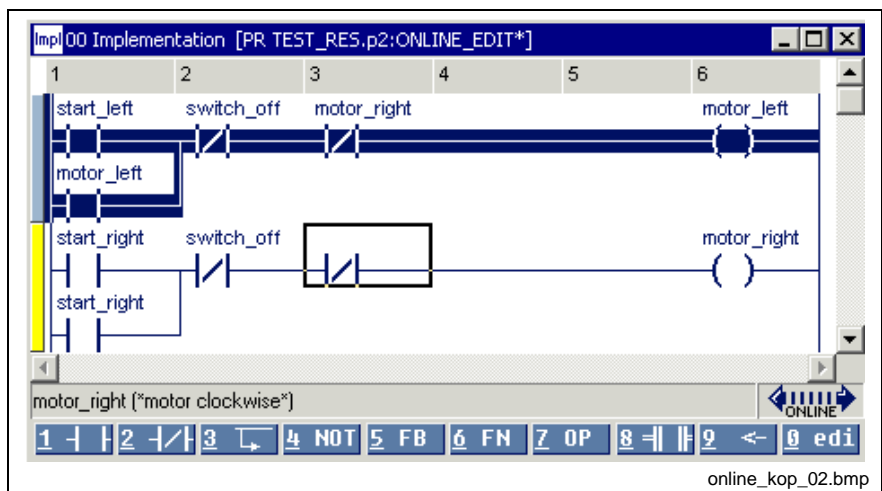 Impl 00 Implementation [PR TEST_RES.p2:ONLINE_EDIT*]
1 2 3 4 5 6
start_left switch_off motor_right motor_left
motor_left
start_right switch_off motor_right
start_right
motor_right (*motor clockwise*)
ONLINE
1 2 3 4 NOT 5 FB 6 FN 7 OP 8 9 <- 0 edi
online_kop_02.bmp